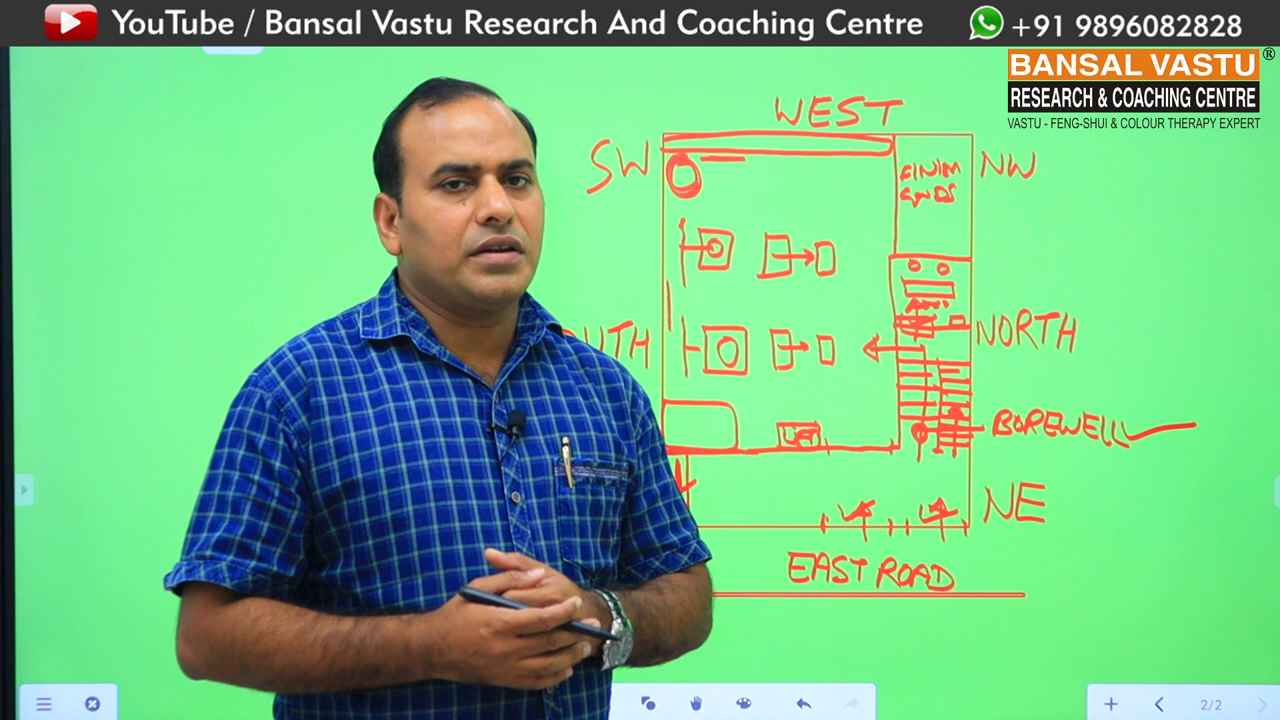 YouTube / Bansal Vastu Research And Coaching Centre
+91 9896082828
BANSAL VASTU®
RESEARCH & COACHING CENTRE
VASTU - FENG-SHUI & COLOUR THERAPY EXPERT
WEST
SW
NW
NORTH
BOREWELL
NE
EAST ROAD
2/2